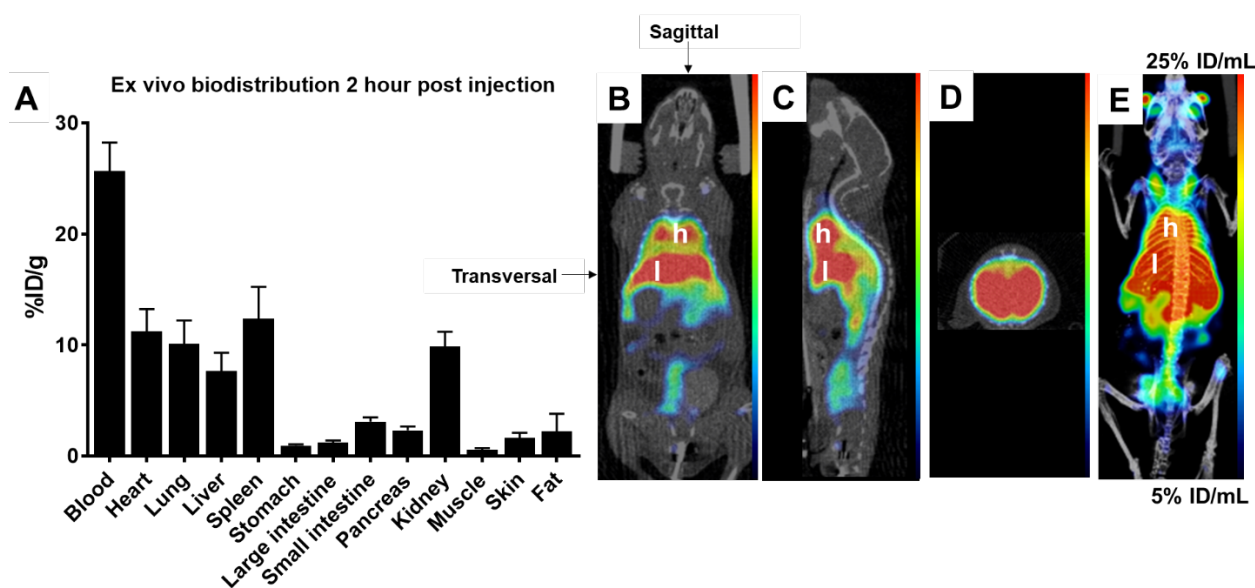 Sagittal
A
Ex vivo biodistribution 2 hour post injection
%ID/g
30
20
10
0
Blood
Heart
Lung
Liver
Spleen
Stomach
Large intestine
Small intestine
Pancreas
Kidney
Muscle
Skin
Fat
Transversal
B
h
l
C
h
l
D
25% ID/mL
E
h
l
5% ID/mL